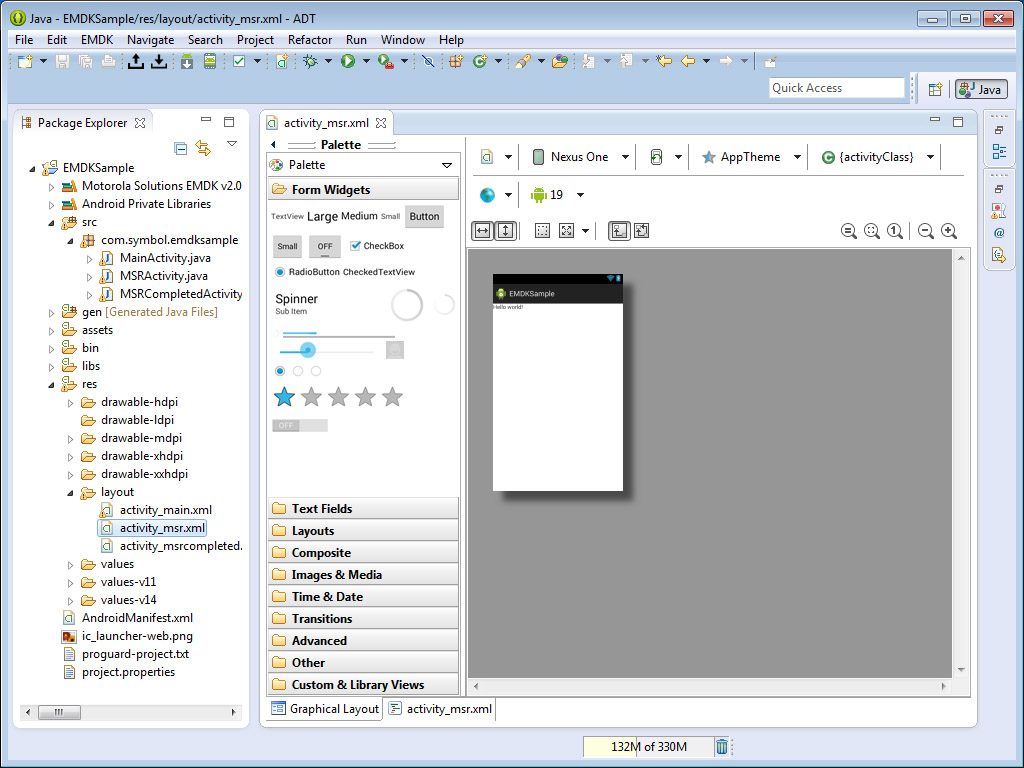 Java - EMDKSample/res/layout/activity_msr.xml - ADT
File Edit EMDK Navigate Search Project Refactor Run Window Help
Quick Access
Java
Package Explorer
EMDKSample
Motorola Solutions EMDK v2.0
Android Private Libraries
src
com.symbol.emdksample
MainActivity.java
MSRActivity.java
MSRCompletedActivity
gen [Generated Java Files]
assets
bin
libs
res
drawable-hdpi
drawable-ldpi
drawable-mdpi
drawable-xhdpi
drawable-xxhdpi
layout
activity_main.xml
activity_msr.xml
activity_msrcompleted.
values
values-v11
values-v14
AndroidManifest.xml
ic_launcher-web.png
proguard-project.txt
project.properties
activity_msr.xml
Palette
Palette
Form Widgets
TextView Large Medium Small Button
Small OFF CheckBox
RadioButton CheckedTextView
Spinner
Sub Item
OFF
Text Fields
Layouts
Composite
Images & Media
Time & Date
Transitions
Advanced
Other
Custom & Library Views
Nexus One AppTheme {activityClass}
19
EMDKSample
Hello world!
Graphical Layout activity_msr.xml
132M of 330M